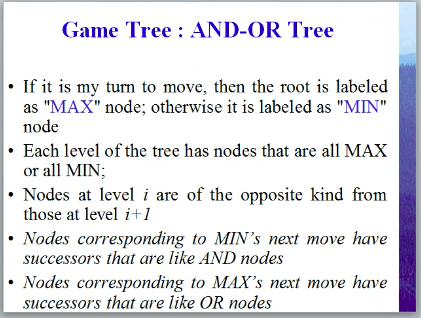 Game Tree : AND-OR Tree
• If it is my turn to move, then the root is labeled
as "MAX" node; otherwise it is labeled as "MIN"
node
• Each level of the tree has nodes that are all MAX
or all MIN;
• Nodes at level i are of the opposite kind from
those at level i+1
• Nodes corresponding to MIN's next move have
successors that are like AND nodes
• Nodes corresponding to MAX's next move have
successors that are like OR nodes